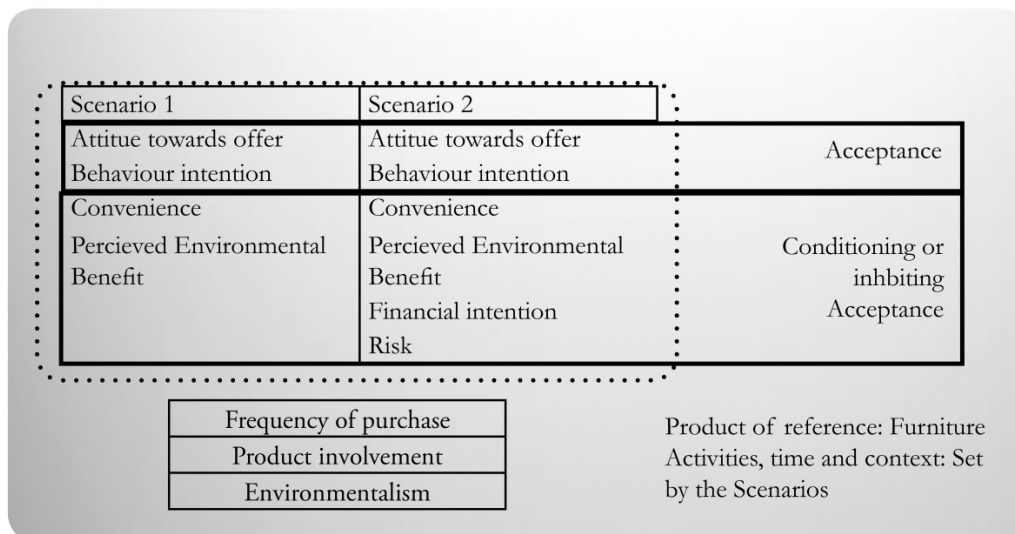 Scenario 1
Scenario 2
Attitue towards offer
Behaviour intention
Attitue towards offer
Behaviour intention
Acceptance
Convenience
Percieved Environmental
Benefit
Convenience
Percieved Environmental
Benefit
Financial intention
Risk
Conditioning or
inhbiting
Acceptance
Frequency of purchase
Product involvement
Environmentalism
Product of reference: Furniture
Activities, time and context: Set
by the Scenarios